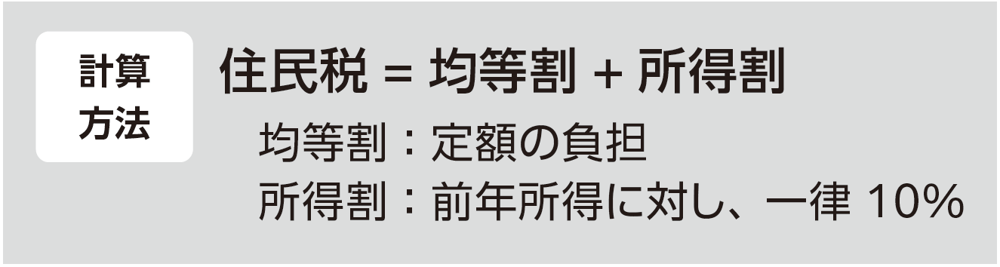 計算
方法
住民税 = 均等割 + 所得割
均等割：定額の負担
所得割：前年所得に対し、一律 10%